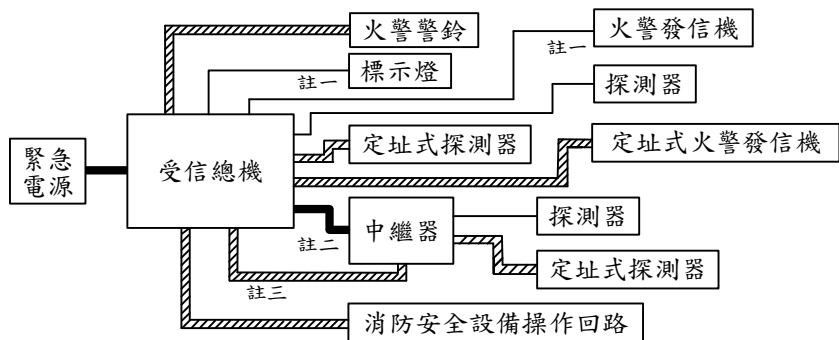 火警警鈴
火警發信機
註一
標示燈
註一
探測器
緊急
電源
受信總機
定址式探測器
定址式火警發信機
註二
中繼器
探測器
註三
定址式探測器
消防安全設備操作回路